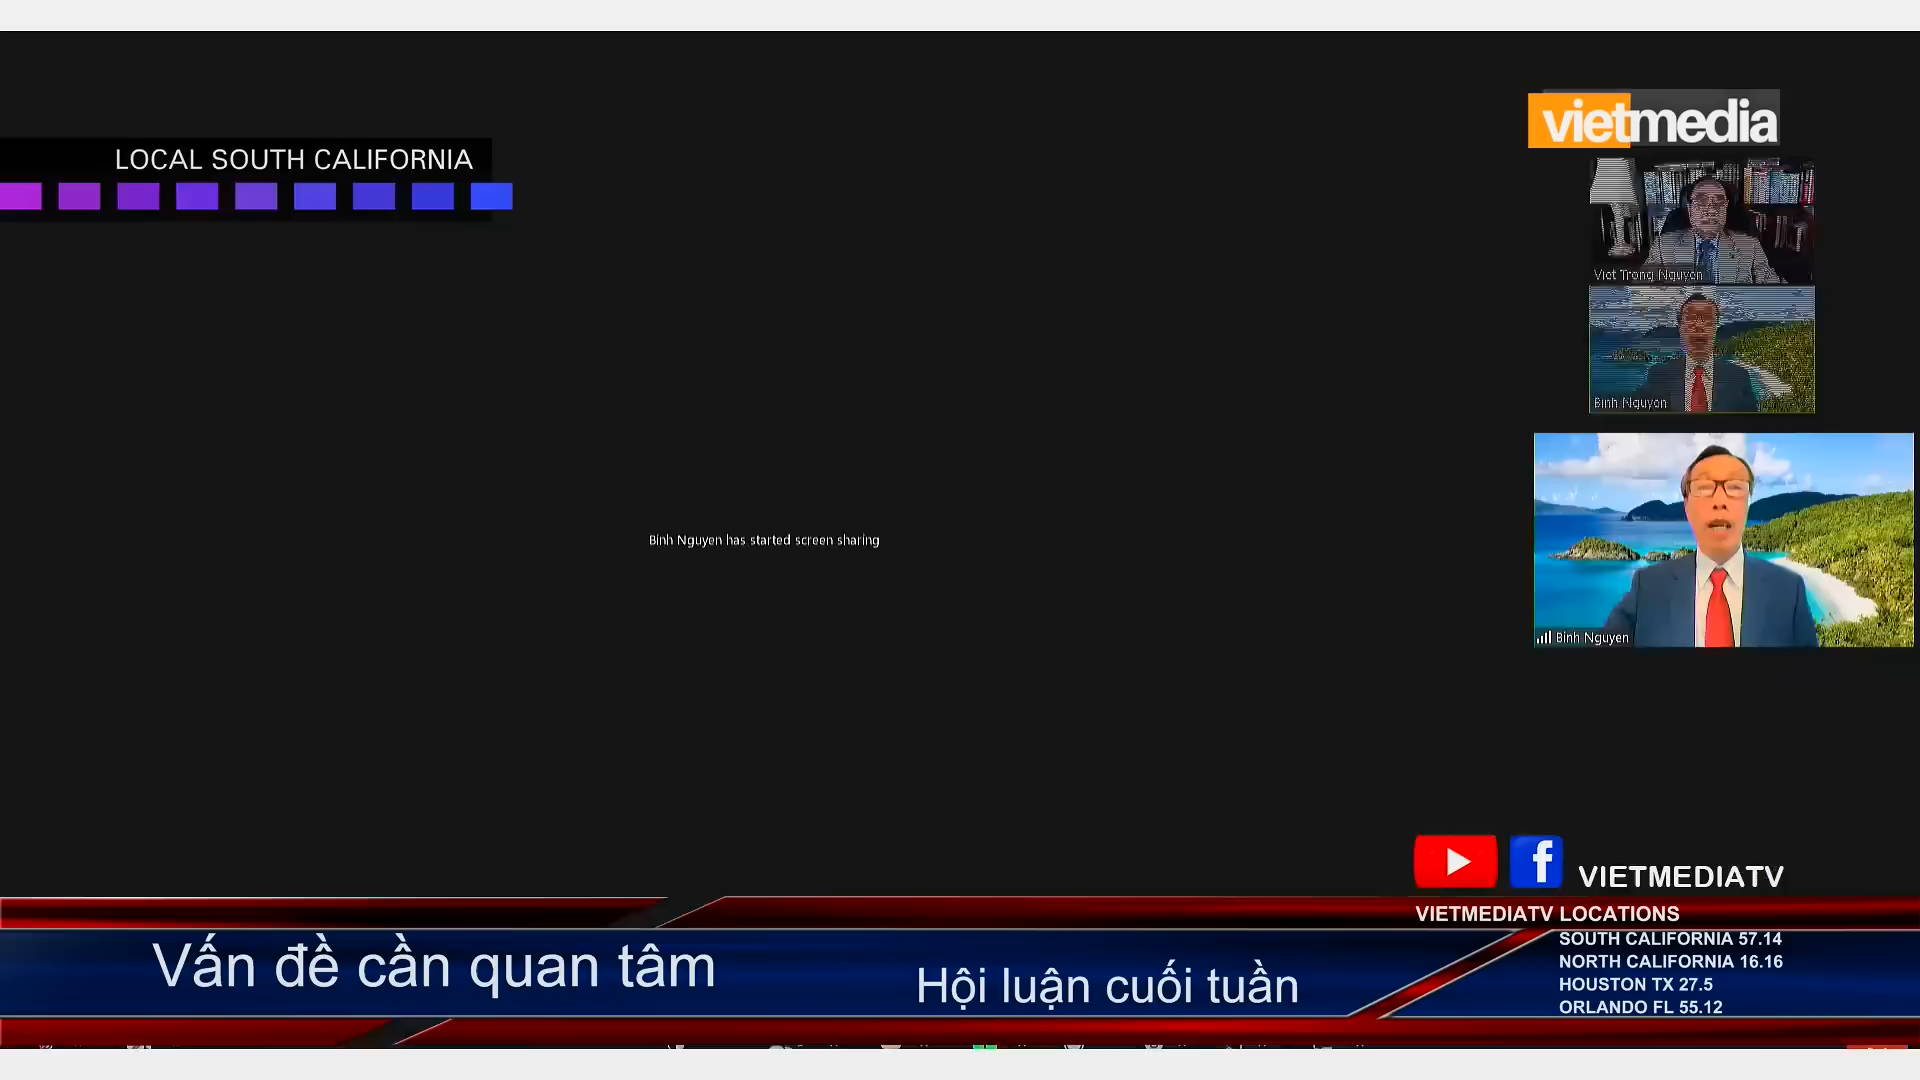 vietmedia
LOCAL SOUTH CALIFORNIA
Viet Trong Nguyen
Binh Nguyen
Binh Nguyen has started screen sharing
Binh Nguyen
VIETMEDIATV
VIETMEDIATV LOCATIONS
SOUTH CALIFORNIA 57.14
NORTH CALIFORNIA 16.16
HOUSTON TX 27.5
ORLANDO FL 55.12
Vấn đề cần quan tâm
Hội luận cuối tuần